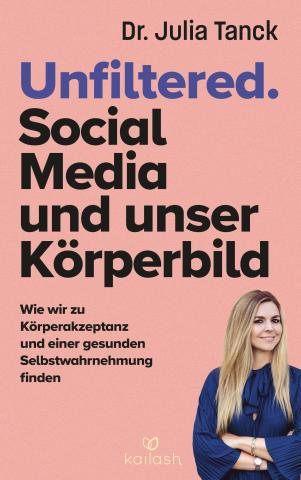 Dr. Julia Tanck
Unfiltered.
Social
Media
und unser
Körperbild
Wie wir zu
Körperakzeptanz
und einer gesunden
Selbstwahrnehmung
finden
kailash